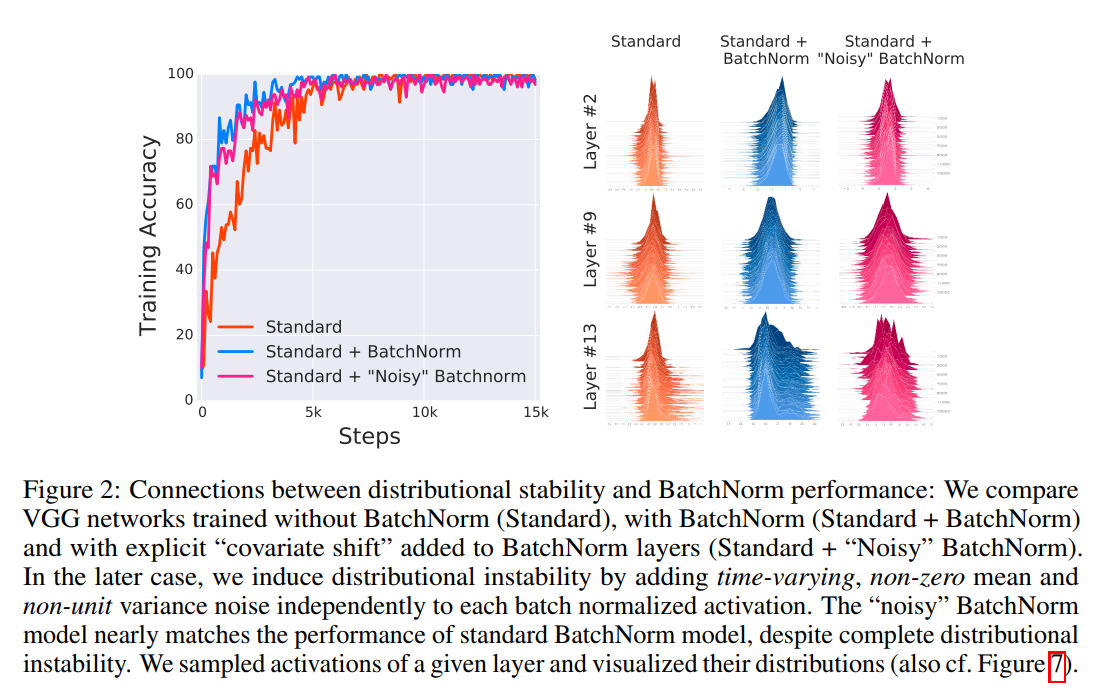 Standard
Standard +
BatchNorm
Standard +
"Noisy" BatchNorm
Training Accuracy
100
80
60
40
20
0
Standard
Standard + BatchNorm
Standard + "Noisy" Batchnorm
0
5k
10k
15k
Steps
Layer #2
Layer #9
Layer #13
Figure 2: Connections between distributional stability and BatchNorm performance: We compare
VGG networks trained without BatchNorm (Standard), with BatchNorm (Standard + BatchNorm)
and with explicit “covariate shift” added to BatchNorm layers (Standard + “Noisy” BatchNorm).
In the later case, we induce distributional instability by adding time-varying, non-zero mean and
non-unit variance noise independently to each batch normalized activation. The “noisy” BatchNorm
model nearly matches the performance of standard BatchNorm model, despite complete distributional
instability. We sampled activations of a given layer and visualized their distributions (also cf. Figure 7).